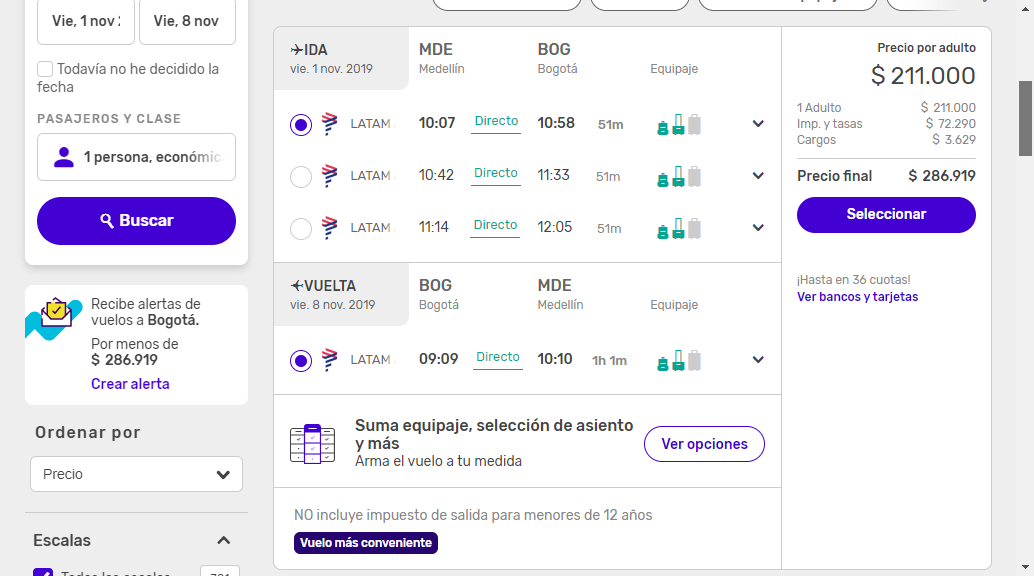 Vie, 1 nov 2
Vie, 8 nov
Todavía no he decidido la
fecha
PASAJEROS Y CLASE
1 persona, económic
Buscar
Recibe alertas de
vuelos a Bogotá.
Por menos de
$ 286.919
Crear alerta
Ordenar por
Precio
Escalas
IDA
vie. 1 nov. 2019
MDE
Medellín
BOG
Bogotá
Equipaje
LATAM 10:07 Directo 10:58 51m
LATAM 10:42 Directo 11:33 51m
LATAM 11:14 Directo 12:05 51m
VUELTA
vie. 8 nov. 2019
BOG
Bogotá
MDE
Medellín
Equipaje
LATAM 09:09 Directo 10:10 1h 1m
Suma equipaje, selección de asiento
y más
Arma el vuelo a tu medida
Ver opciones
NO incluye impuesto de salida para menores de 12 años
Vuelo más conveniente
Precio por adulto
$ 211.000
1 Adulto $ 211.000
Imp. y tasas $ 72.290
Cargos $ 3.629
Precio final $ 286.919
Seleccionar
¡Hasta en 36 cuotas!
Ver bancos y tarjetas